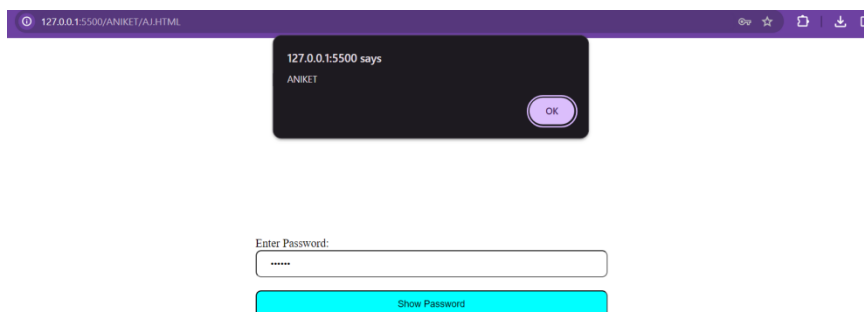 127.0.0.1:5500/ANIKET/AJ.HTML
127.0.0.1:5500 says
ANIKET
OK
Enter Password:
••••••
Show Password